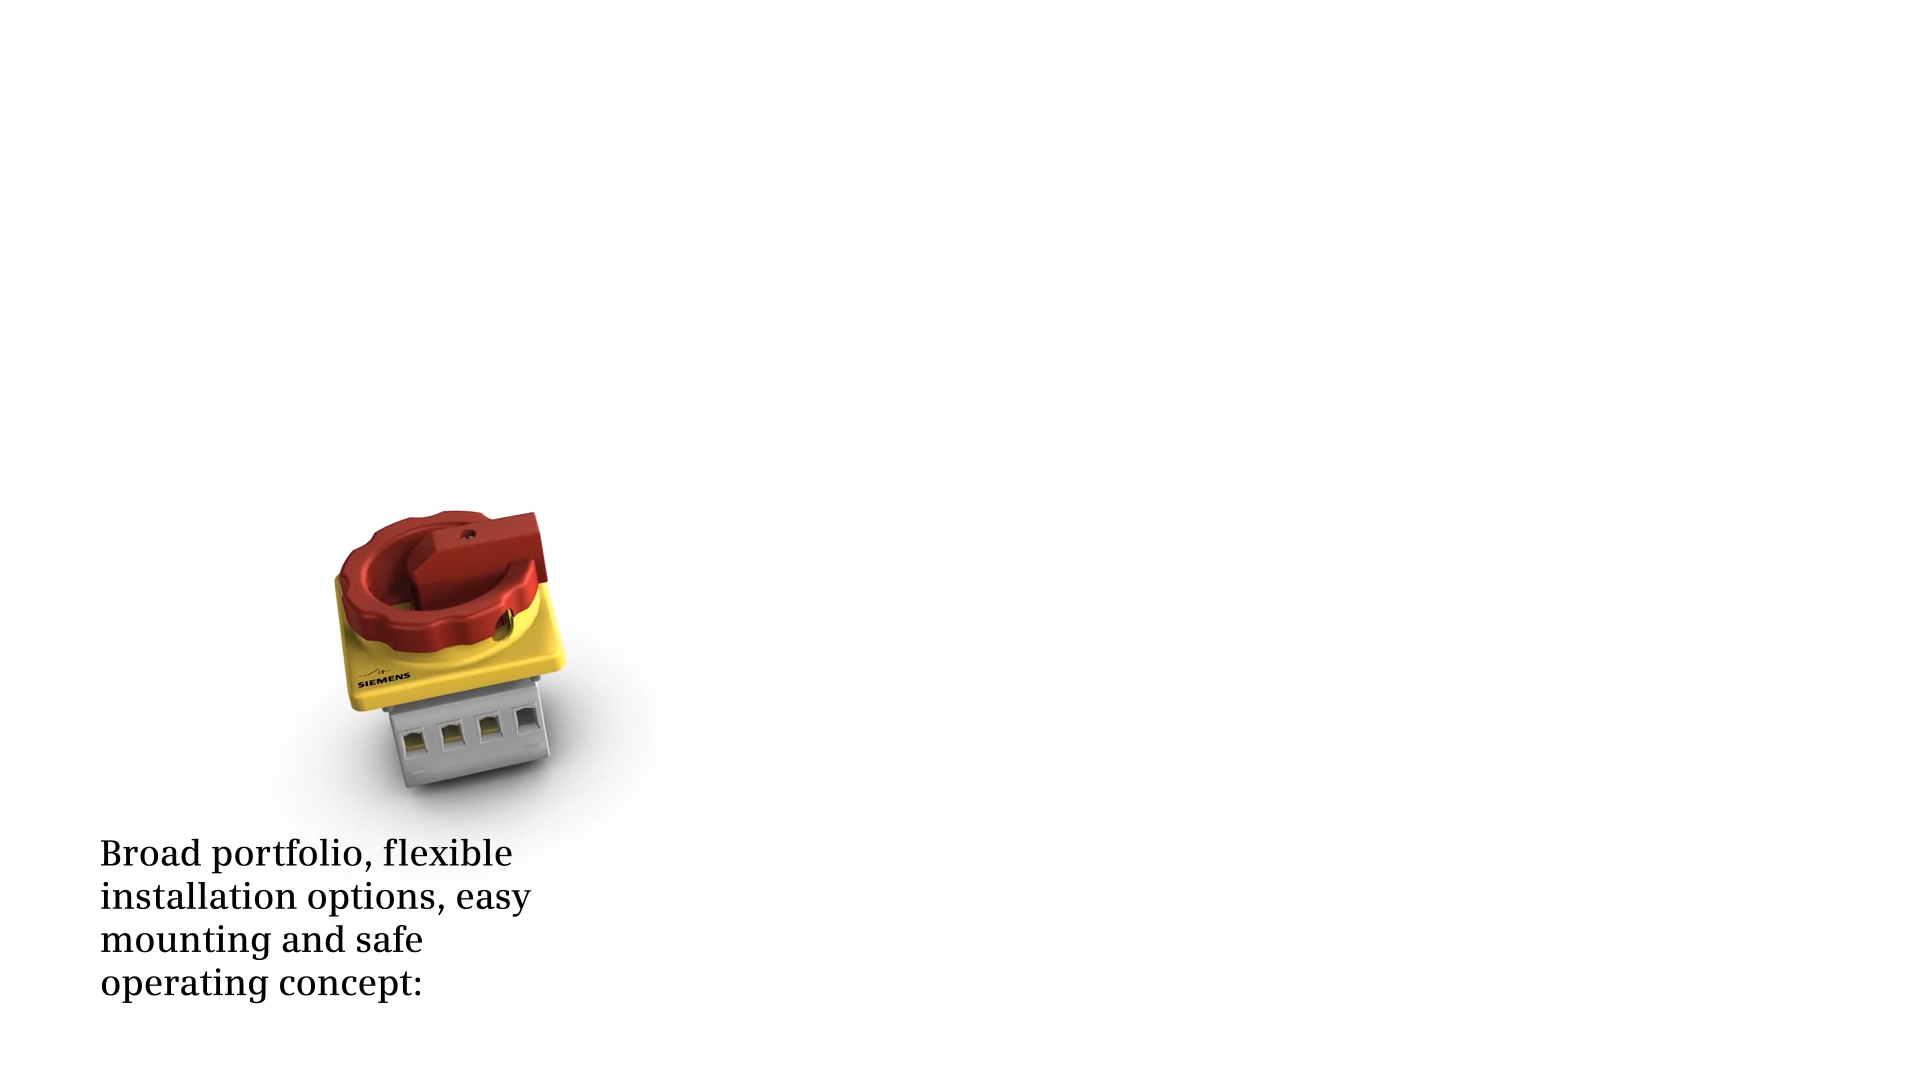 SIEMENS
Broad portfolio, flexible
installation options, easy
mounting and safe
operating concept: